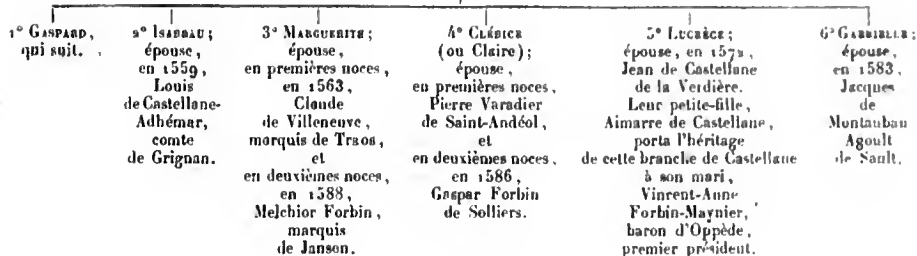 1° GASPARD,
qui suit.
2° ISABEAU;
épouse,
en 1559,
Louis
de Castellane-
Adhémar,
comte
de Grignan.
3° MARGUERITE;
épouse,
en premières noces,
en 1563,
Claude
de Villeneuve,
marquis de Trans,
et
en deuxièmes noces,
en 1588,
Melchior Forbin,
marquis
de Janson.
4° CLÉRICE
(ou Claire);
épouse,
en premières noces,
Pierre Varadier
de Saint-Andéol,
et
en deuxièmes noces,
en 1586,
Gaspar Forbin
de Solliers.
5° LUCRÈCE;
épouse, en 1572,
Jean de Castellane
de la Verdière.
Leur petite-fille,
Aimarre de Castellane,
porta l'héritage
de cette branche de Castellane
à son mari,
Vincent-Anne
Forbin-Maynier,
baron d'Oppède,
premier président.
6° GABRIELLE;
épouse,
en 1583,
Jacques
de
Montauban
Agoult
de Sault.